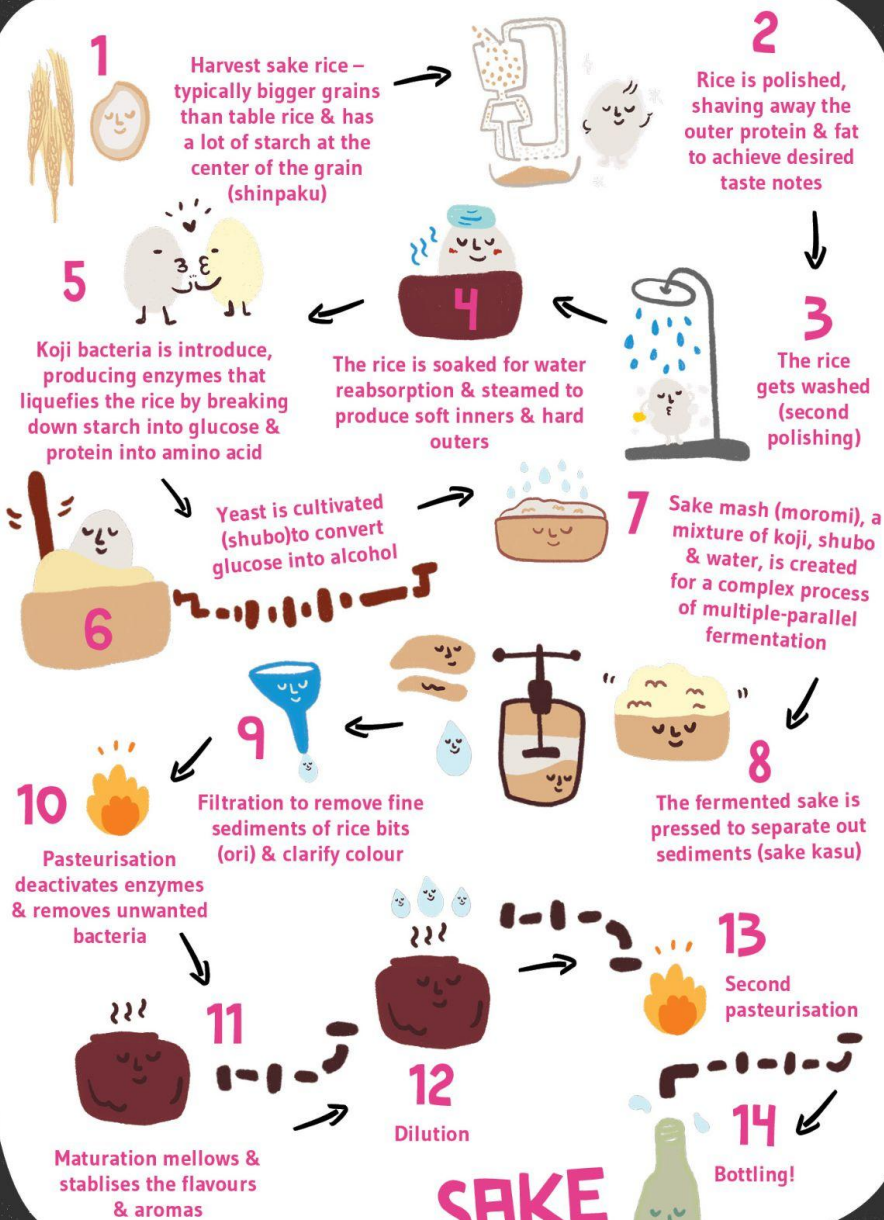 1
Harvest sake rice –
typically bigger grains
than table rice & has
a lot of starch at the
center of the grain
(shinpaku)
2
Rice is polished,
shaving away the
outer protein & fat
to achieve desired
taste notes
3
The rice
gets washed
(second
polishing)
4
The rice is soaked for water
reabsorption & steamed to
produce soft inners & hard
outers
5
Koji bacteria is introduce,
producing enzymes that
liquefies the rice by breaking
down starch into glucose &
protein into amino acid
6
Yeast is cultivated
(shubo)to convert
glucose into alcohol
7
Sake mash (moromi), a
mixture of koji, shubo
& water, is created
for a complex process
of multiple-parallel
fermentation
8
The fermented sake is
pressed to separate out
sediments (sake kasu)
9
Filtration to remove fine
sediments of rice bits
(ori) & clarify colour
10
Pasteurisation
deactivates enzymes
& removes unwanted
bacteria
11
Maturation mellows &
stablises the flavours
& aromas
12
Dilution
13
Second
pasteurisation
14
Bottling!
SAKE